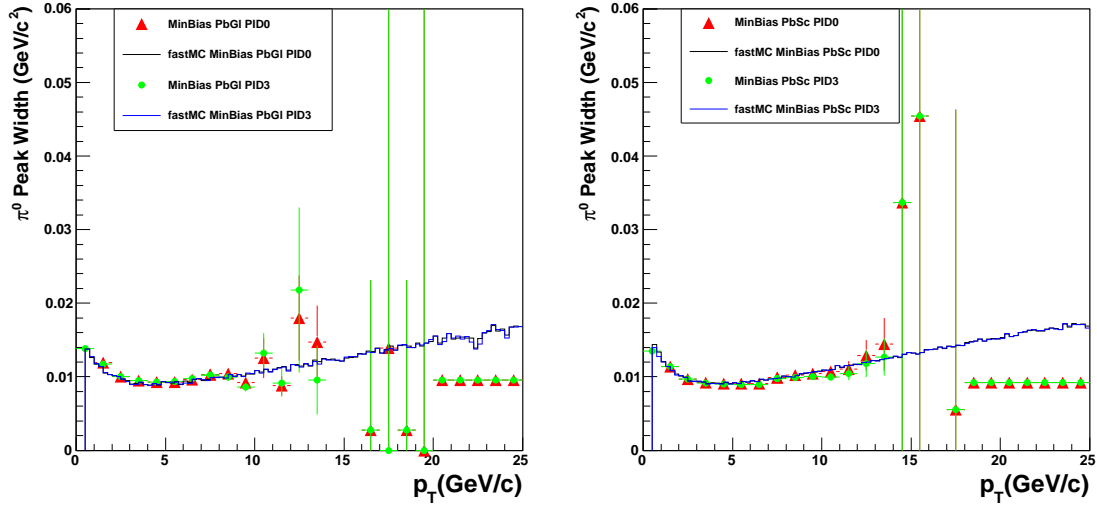 π⁰ Peak Width (GeV/c²)
0.06
0.05
0.04
0.03
0.02
0.01
0
MinBias PbGl PID0
fastMC MinBias PbGl PID0
MinBias PbGl PID3
fastMC MinBias PbGl PID3
0 5 10 15 20 25
p_T(GeV/c)
π⁰ Peak Width (GeV/c²)
0.06
0.05
0.04
0.03
0.02
0.01
0
MinBias PbSc PID0
fastMC MinBias PbSc PID0
MinBias PbSc PID3
fastMC MinBias PbSc PID3
0 5 10 15 20 25
p_T(GeV/c)